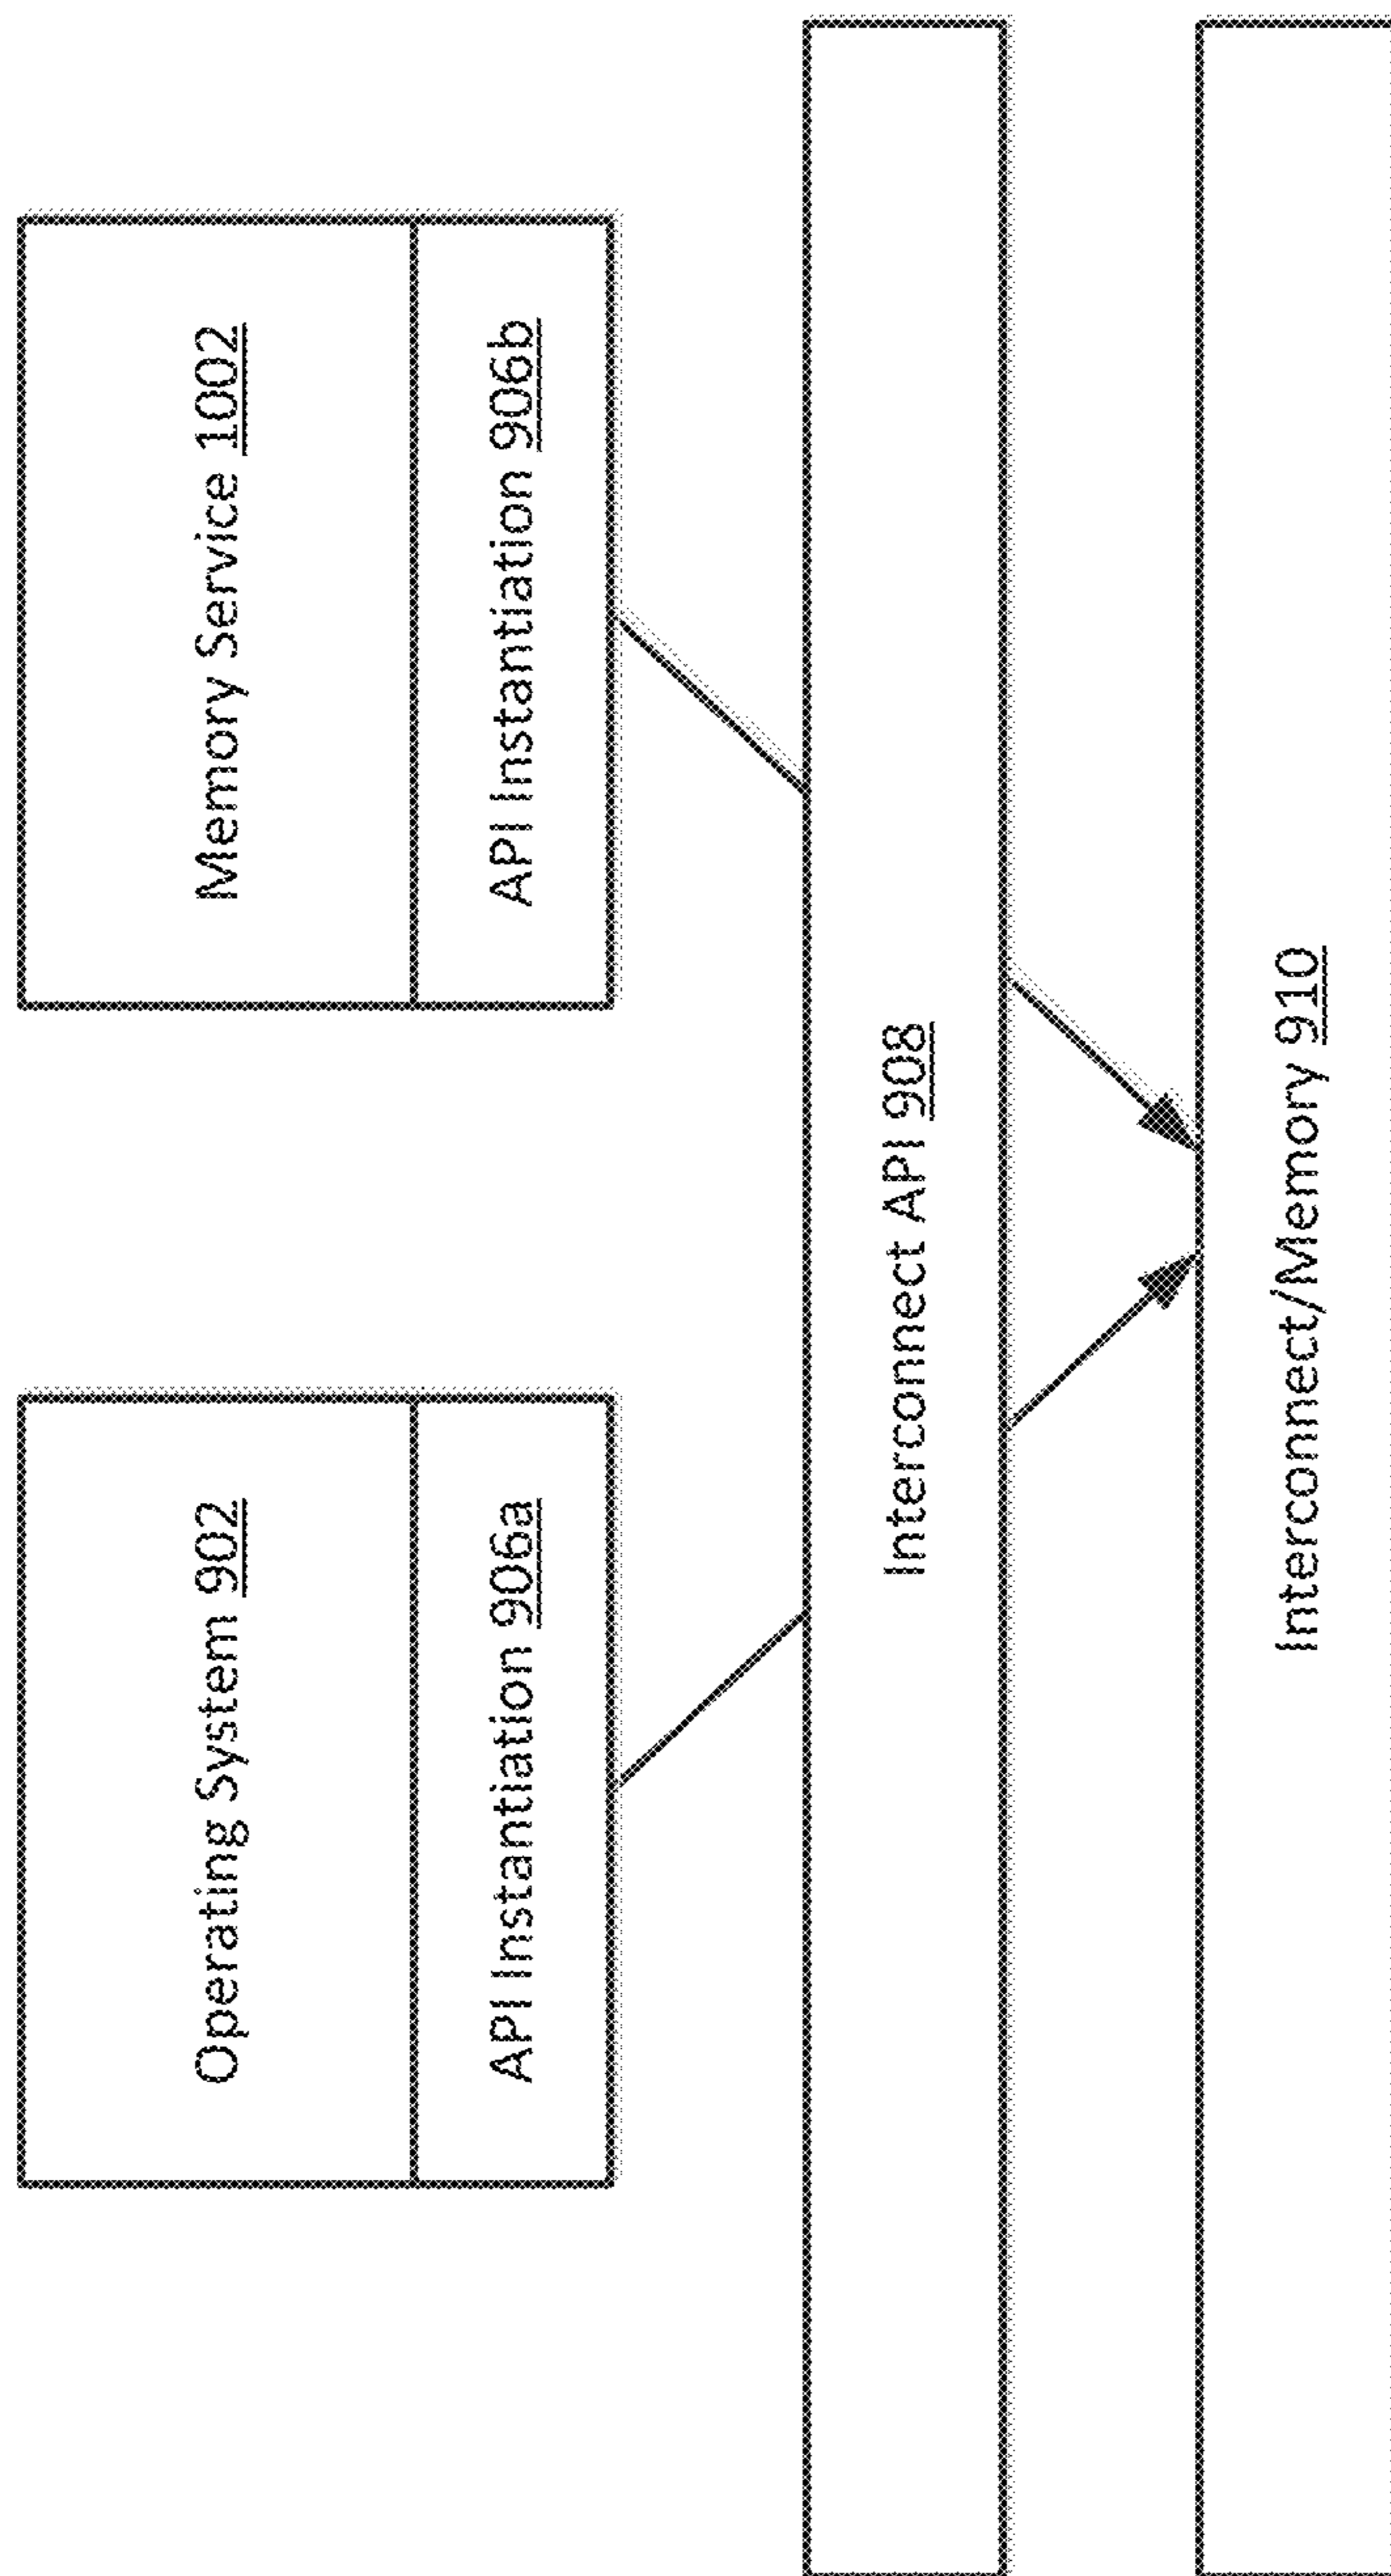 Operating System 902
API Instantiation 906a
Memory Service 1002
API Instantiation 906b
Interconnect API 908
Interconnect/Memory 910